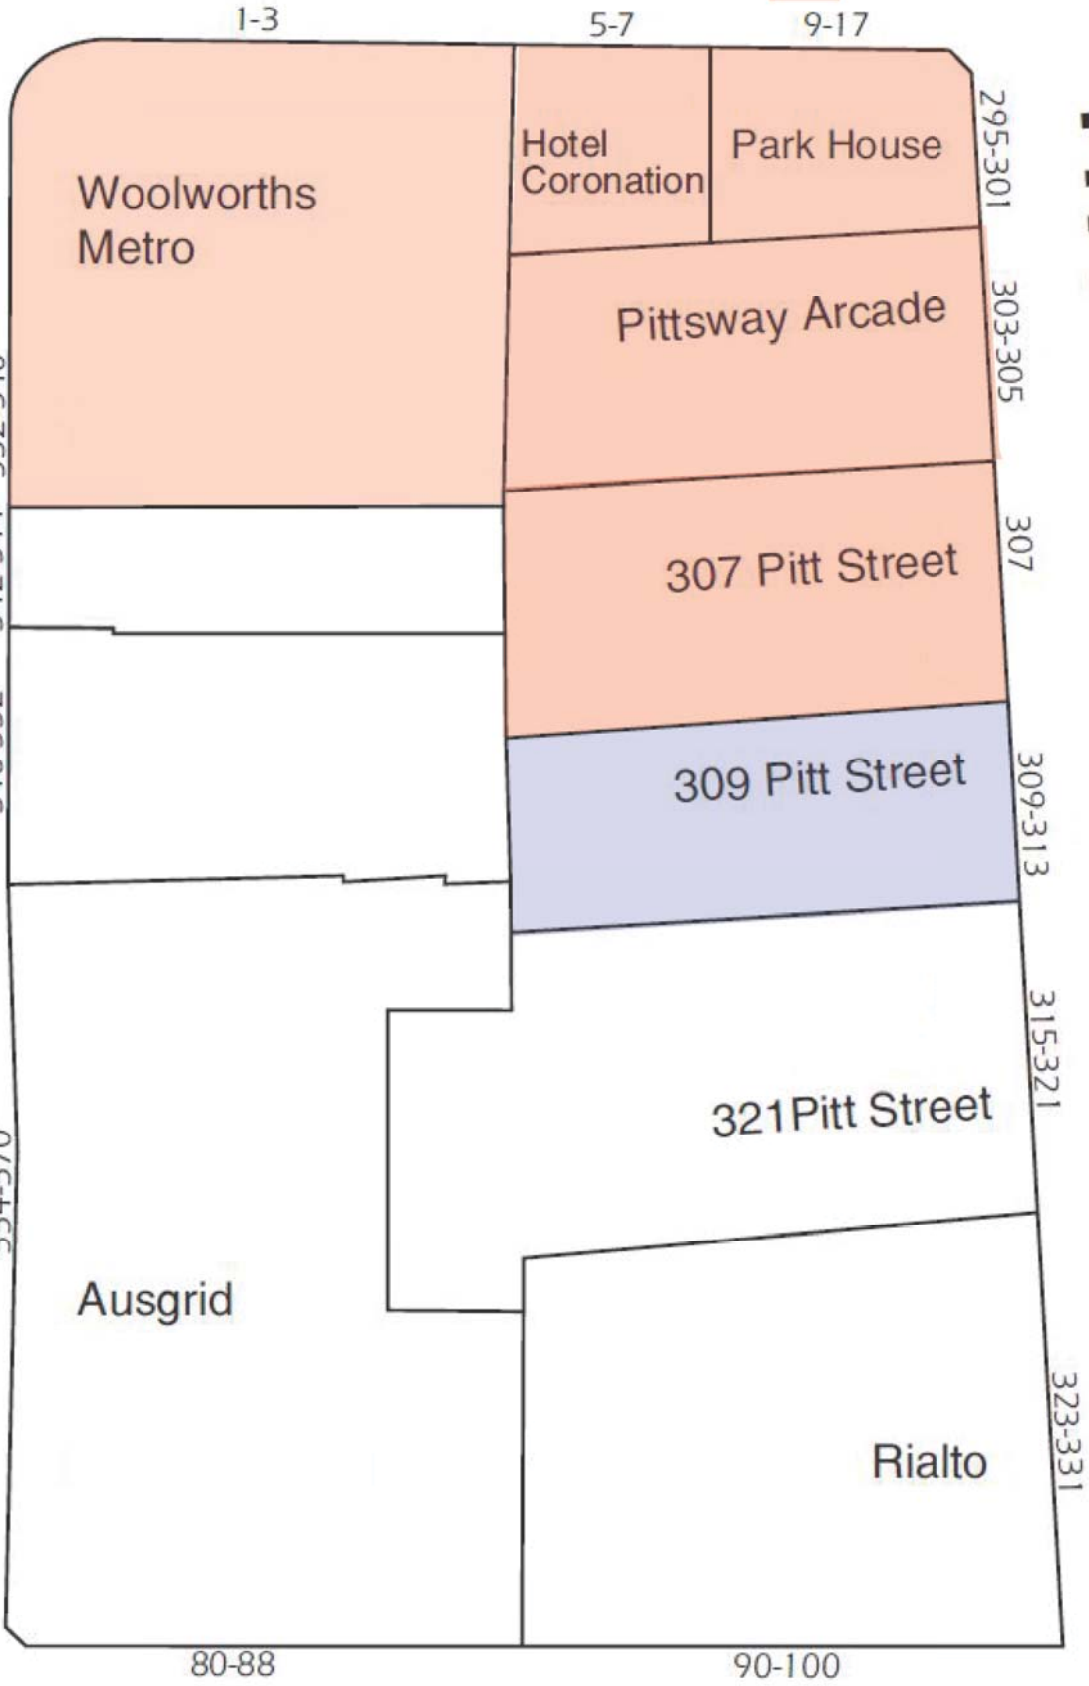 1-3
5-7
9-17
Woolworths
Metro
Hotel
Coronation
Park House
295-301
Pittsway Arcade
303-305
307 Pitt Street
307
309 Pitt Street
309-313
321Pitt Street
315-321
Ausgrid
Rialto
323-331
80-88
90-100